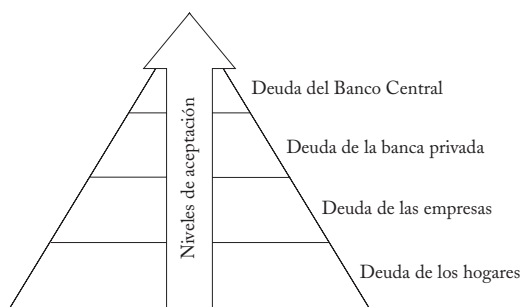 Deuda del Banco Central
Deuda de la banca privada
Deuda de las empresas
Deuda de los hogares
Niveles de aceptación